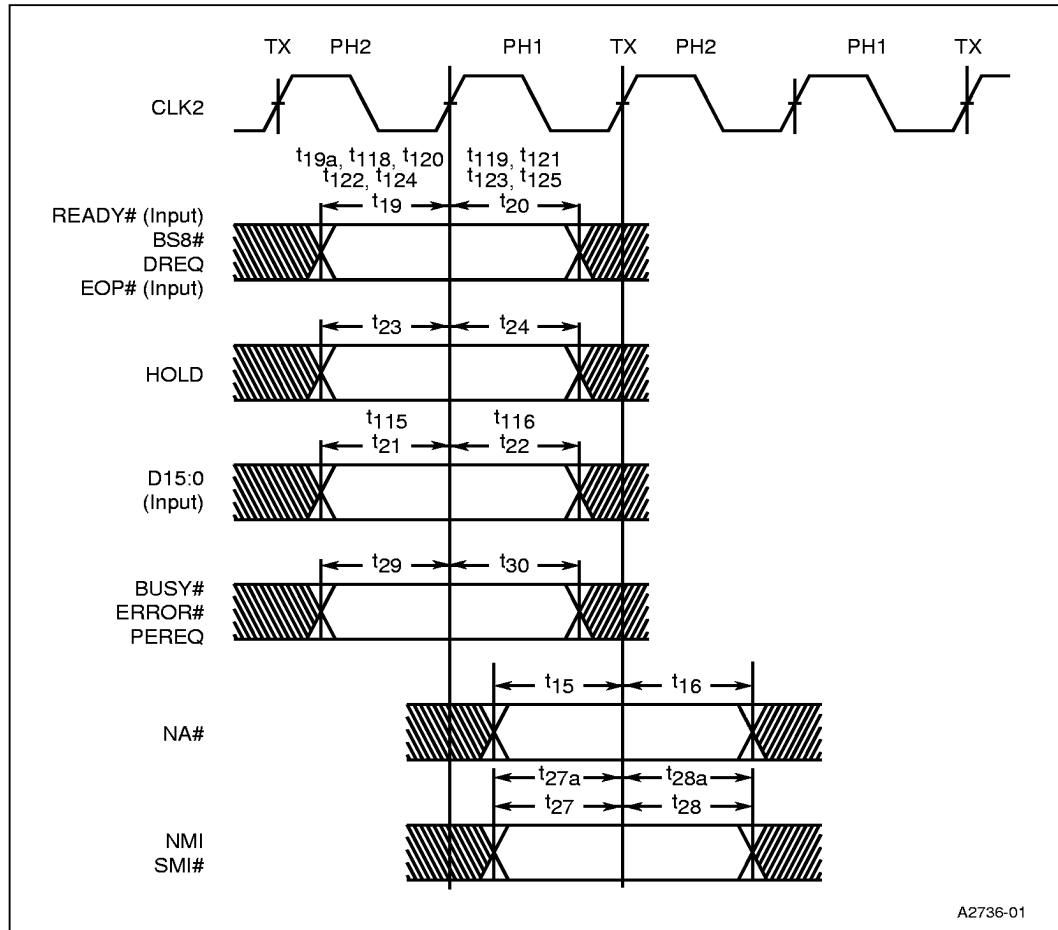 TX PH2 PH1 TX PH2 PH1 TX
CLK2
t19a, t118, t120 t119, t121
t122, t124 t123, t125
t19 t20
READY# (Input)
BS8#
DREQ
EOP# (Input)
t23 t24
HOLD
t115 t116
t21 t22
D15:0
(Input)
t29 t30
BUSY#
ERROR#
PEREQ
t15 t16
NA#
t27a t28a
t27 t28
NMI
SMI#
A2736-01